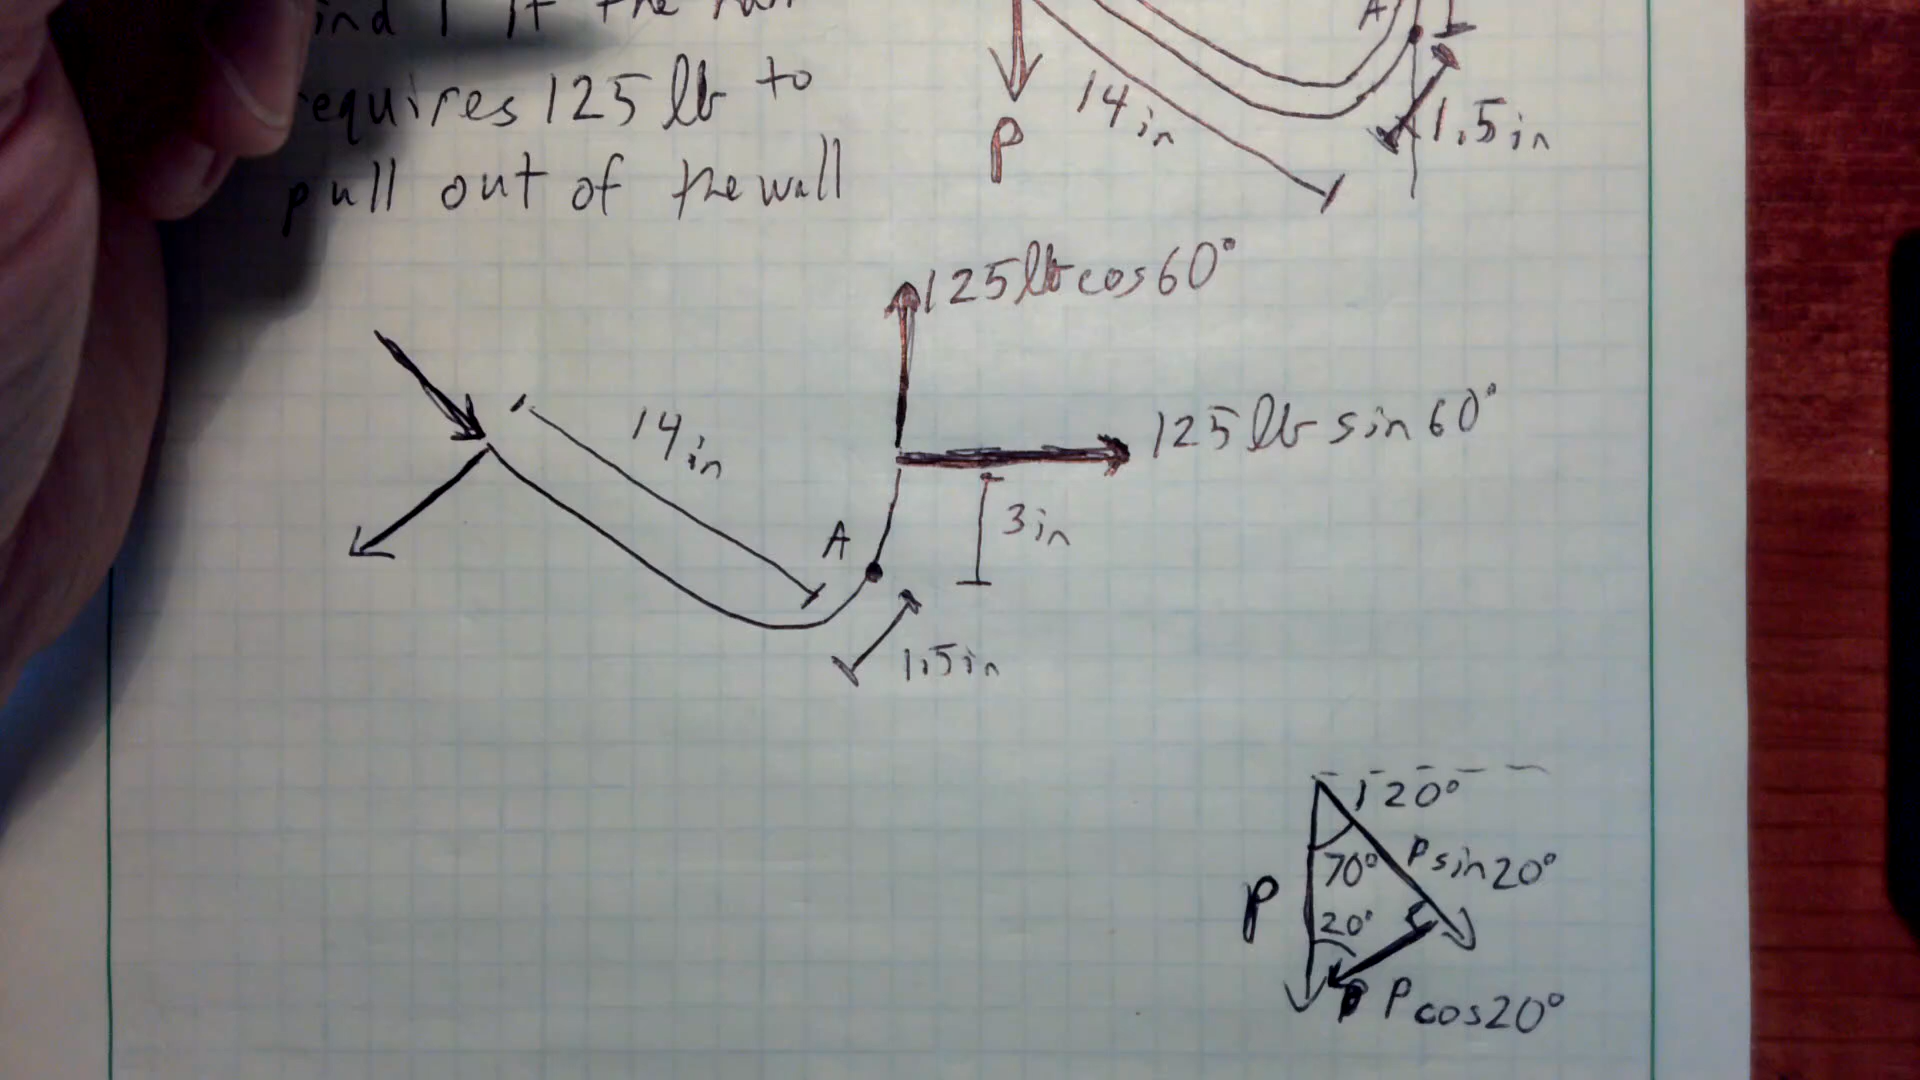 requires 125 lb to
pull out of the wall
A
14 in
1.5 in
P
125 lb cos 60°
125 lb sin 60°
14 in
3 in
A
1.5 in
20°
70°
P sin 20°
P
20°
P cos 20°